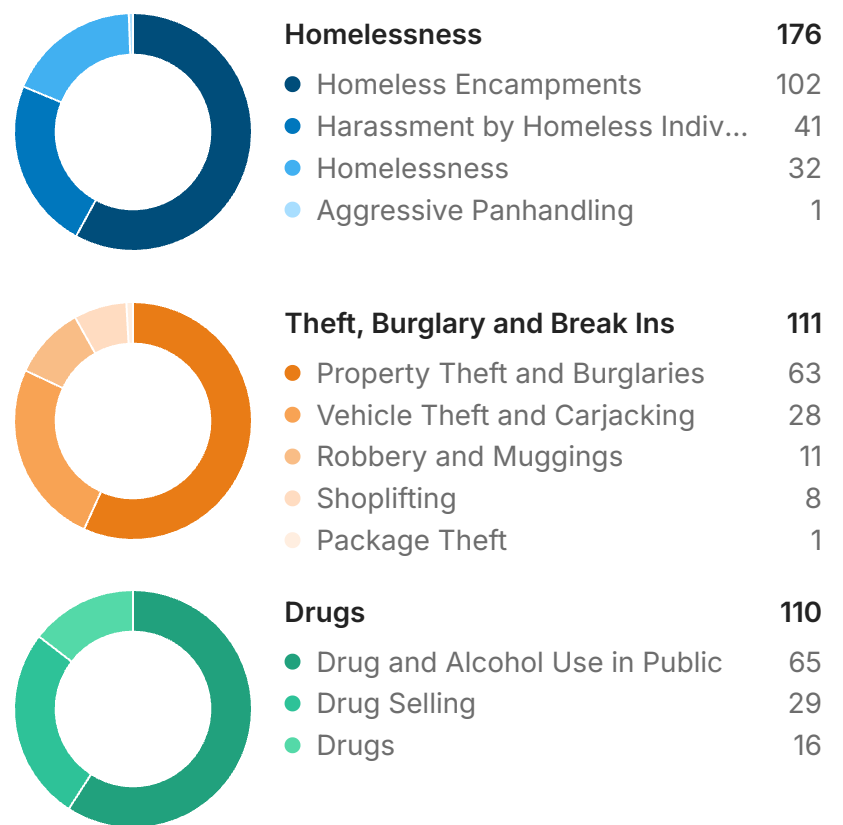 Homelessness 176
Homeless Encampments 102
Harassment by Homeless Indiv... 41
Homelessness 32
Aggressive Panhandling 1
Theft, Burglary and Break Ins 111
Property Theft and Burglaries 63
Vehicle Theft and Carjacking 28
Robbery and Muggings 11
Shoplifting 8
Package Theft 1
Drugs 110
Drug and Alcohol Use in Public 65
Drug Selling 29
Drugs 16